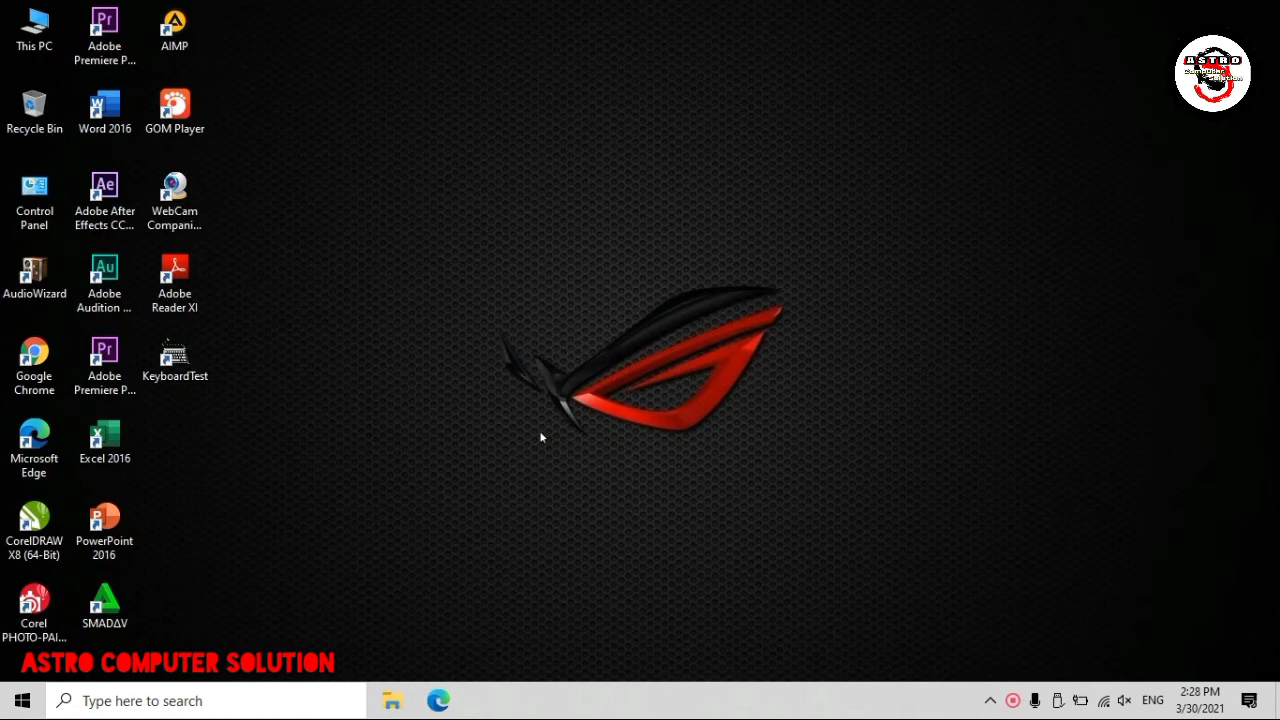 This PC
Adobe
Premiere P...
AIMP
ASTRO
Computer
Solution
Recycle Bin
Word 2016
GOM Player
Control
Panel
Adobe After
Effects CC...
WebCam
Compani...
AudioWizard
Adobe
Audition ...
Adobe
Reader XI
Google
Chrome
Adobe
Premiere P...
KeyboardTest
Microsoft
Edge
Excel 2016
CorelDRAW
X8 (64-Bit)
PowerPoint
2016
Corel
PHOTO-PAI...
SMADΔV
ASTRO COMPUTER SOLUTION
Type here to search
ENG
2:28 PM
3/30/2021